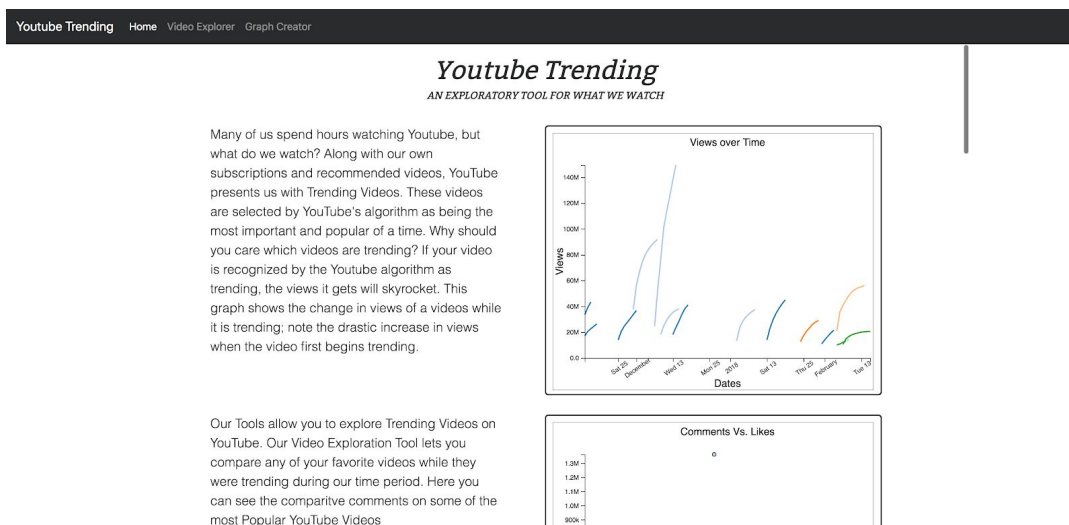 Youtube Trending Home Video Explorer Graph Creator
Youtube Trending
AN EXPLORATORY TOOL FOR WHAT WE WATCH
Many of us spend hours watching Youtube, but
what do we watch? Along with our own
subscriptions and recommended videos, YouTube
presents us with Trending Videos. These videos
are selected by YouTube's algorithm as being the
most important and popular of a time. Why should
you care which videos are trending? If your video
is recognized by the Youtube algorithm as
trending, the views it gets will skyrocket. This
graph shows the change in views of a videos while
it is trending; note the drastic increase in views
when the video first begins trending.
Views over Time
140M
120M
100M
80M
60M
40M
20M
0.0
Views
Sat 25 December Wed 13 Mon 25 2018 Sat 13 Thu 25 February Tue 13
Dates
Our Tools allow you to explore Trending Videos on
YouTube. Our Video Exploration Tool lets you
compare any of your favorite videos while they
were trending during our time period. Here you
can see the comparitve comments on some of the
most Popular YouTube Videos
Comments Vs. Likes
1.3M
1.2M
1.1M
1.0M
900k